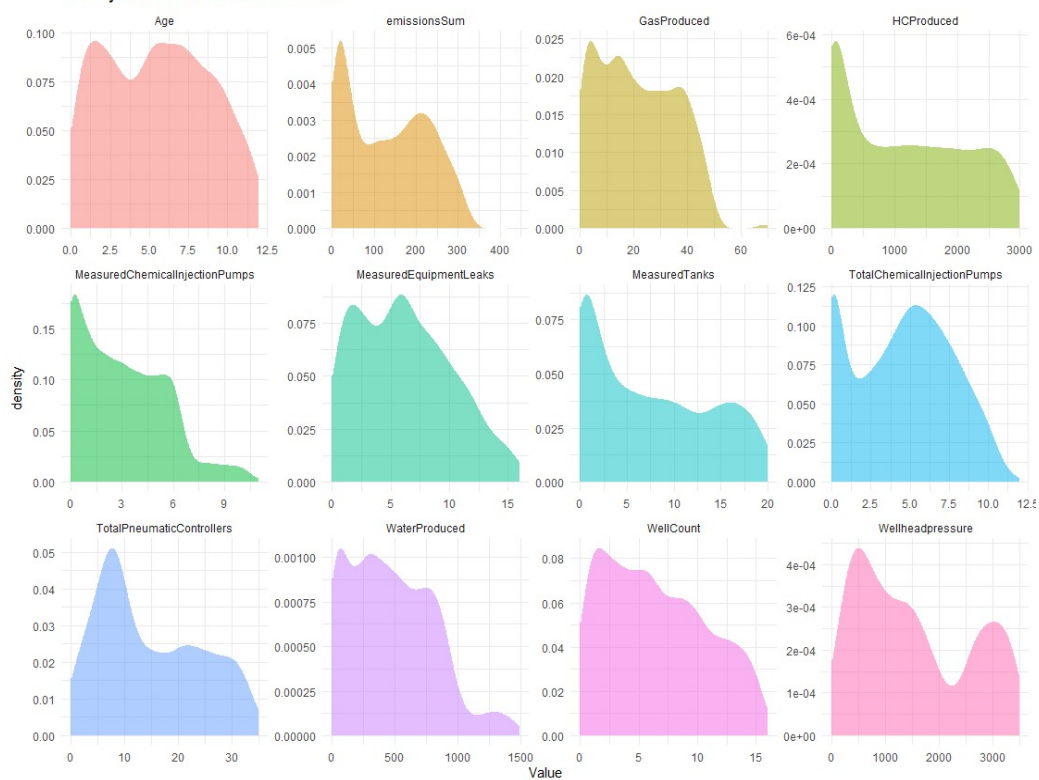 Age emissionsSum GasProduced HCProduced
0.100 0.005 0.025 6e-04
0.075 0.004 0.020 4e-04
0.050 0.003 0.015 2e-04
0.025 0.002 0.010 0e+00
0.000 0.001 0.005
0.000 0.000
0.0 2.5 5.0 7.5 10.0 12.5 0 100 200 300 400 0 20 40 60 0 1000 2000 3000
MeasuredChemicalInjectionPumps MeasuredEquipmentLeaks MeasuredTanks TotalChemicalInjectionPumps
0.15 0.075 0.075 0.125
0.10 0.050 0.050 0.100
0.05 0.025 0.025 0.075
0.00 0.000 0.000 0.050
0.025
0.000
0 3 6 9 0 5 10 15 0 5 10 15 20 0.0 2.5 5.0 7.5 10.0 12.5
density
TotalPneumaticControllers WaterProduced WellCount Wellheadpressure
0.05 0.00100 0.08 4e-04
0.04 0.00075 0.06 3e-04
0.03 0.00050 0.04 2e-04
0.02 0.00025 0.02 1e-04
0.01 0.00000 0.00 0e+00
0.00
0 10 20 30 0 500 1000 1500 0 5 10 15 0 1000 2000 3000
Value